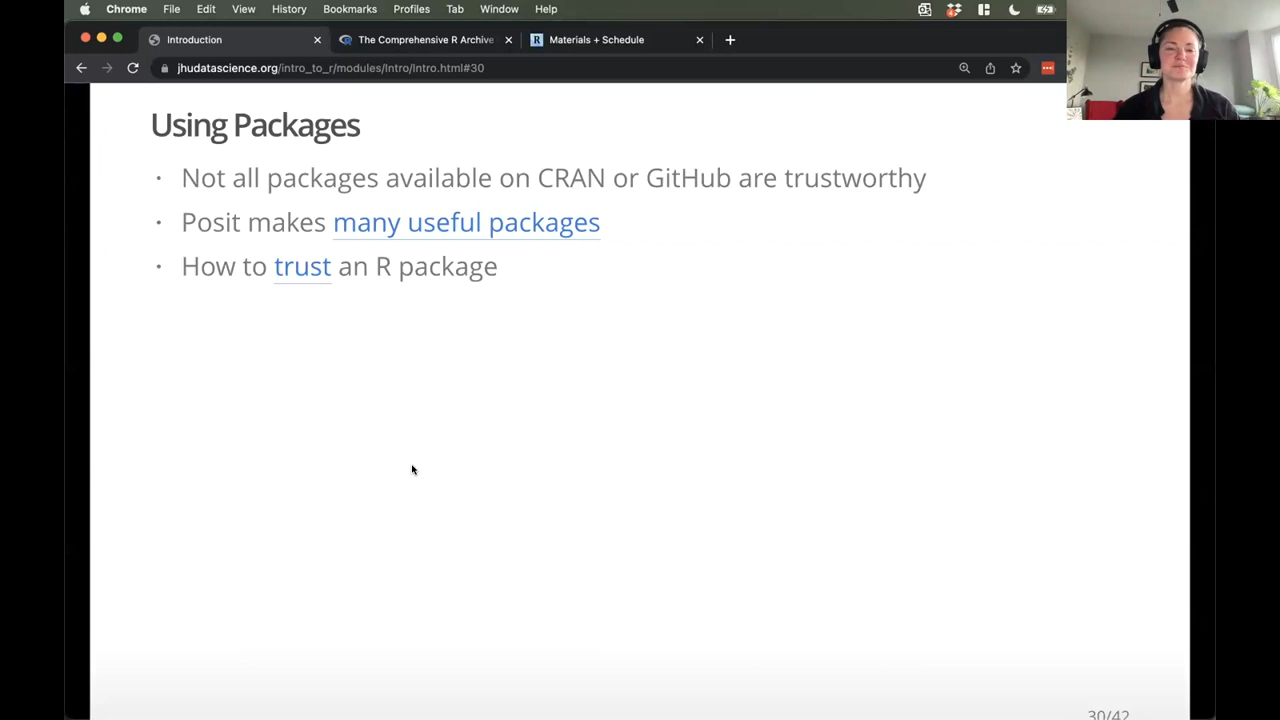 Chrome File Edit View History Bookmarks Profiles Tab Window Help
Introduction The Comprehensive R Archive Materials + Schedule
jhudatascience.org/intro_to_r/modules/Intro/Intro.html#30
Using Packages
· Not all packages available on CRAN or GitHub are trustworthy
· Posit makes many useful packages
· How to trust an R package
30/42